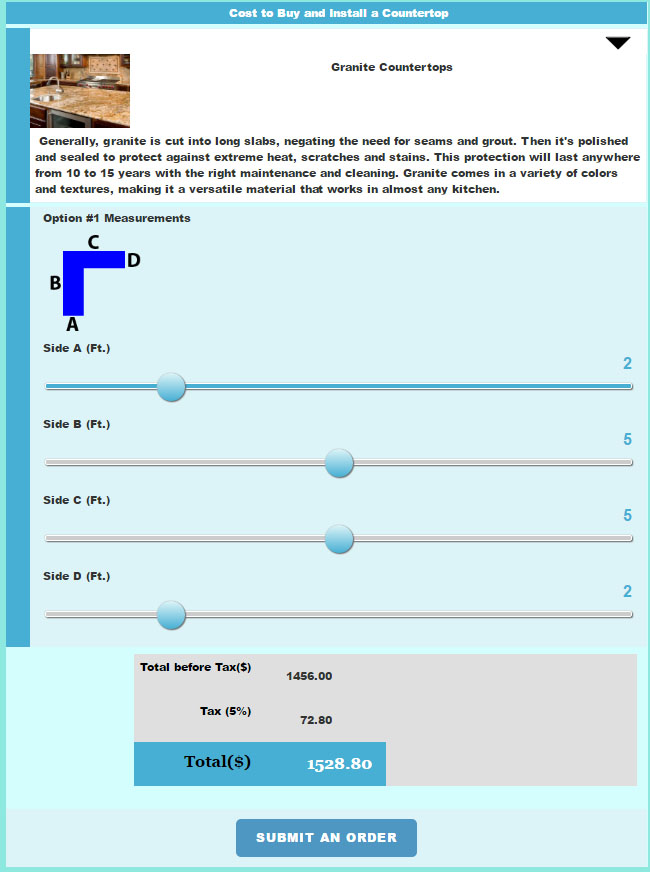 Cost to Buy and Install a Countertop
Granite Countertops
Generally, granite is cut into long slabs, negating the need for seams and grout. Then it's polished
and sealed to protect against extreme heat, scratches and stains. This protection will last anywhere
from 10 to 15 years with the right maintenance and cleaning. Granite comes in a variety of colors
and textures, making it a versatile material that works in almost any kitchen.
Option #1 Measurements
C
D
B
A
Side A (Ft.)
2
Side B (Ft.)
5
Side C (Ft.)
5
Side D (Ft.)
2
Total before Tax($) 1456.00
Tax (5%) 72.80
Total($) 1528.80
SUBMIT AN ORDER